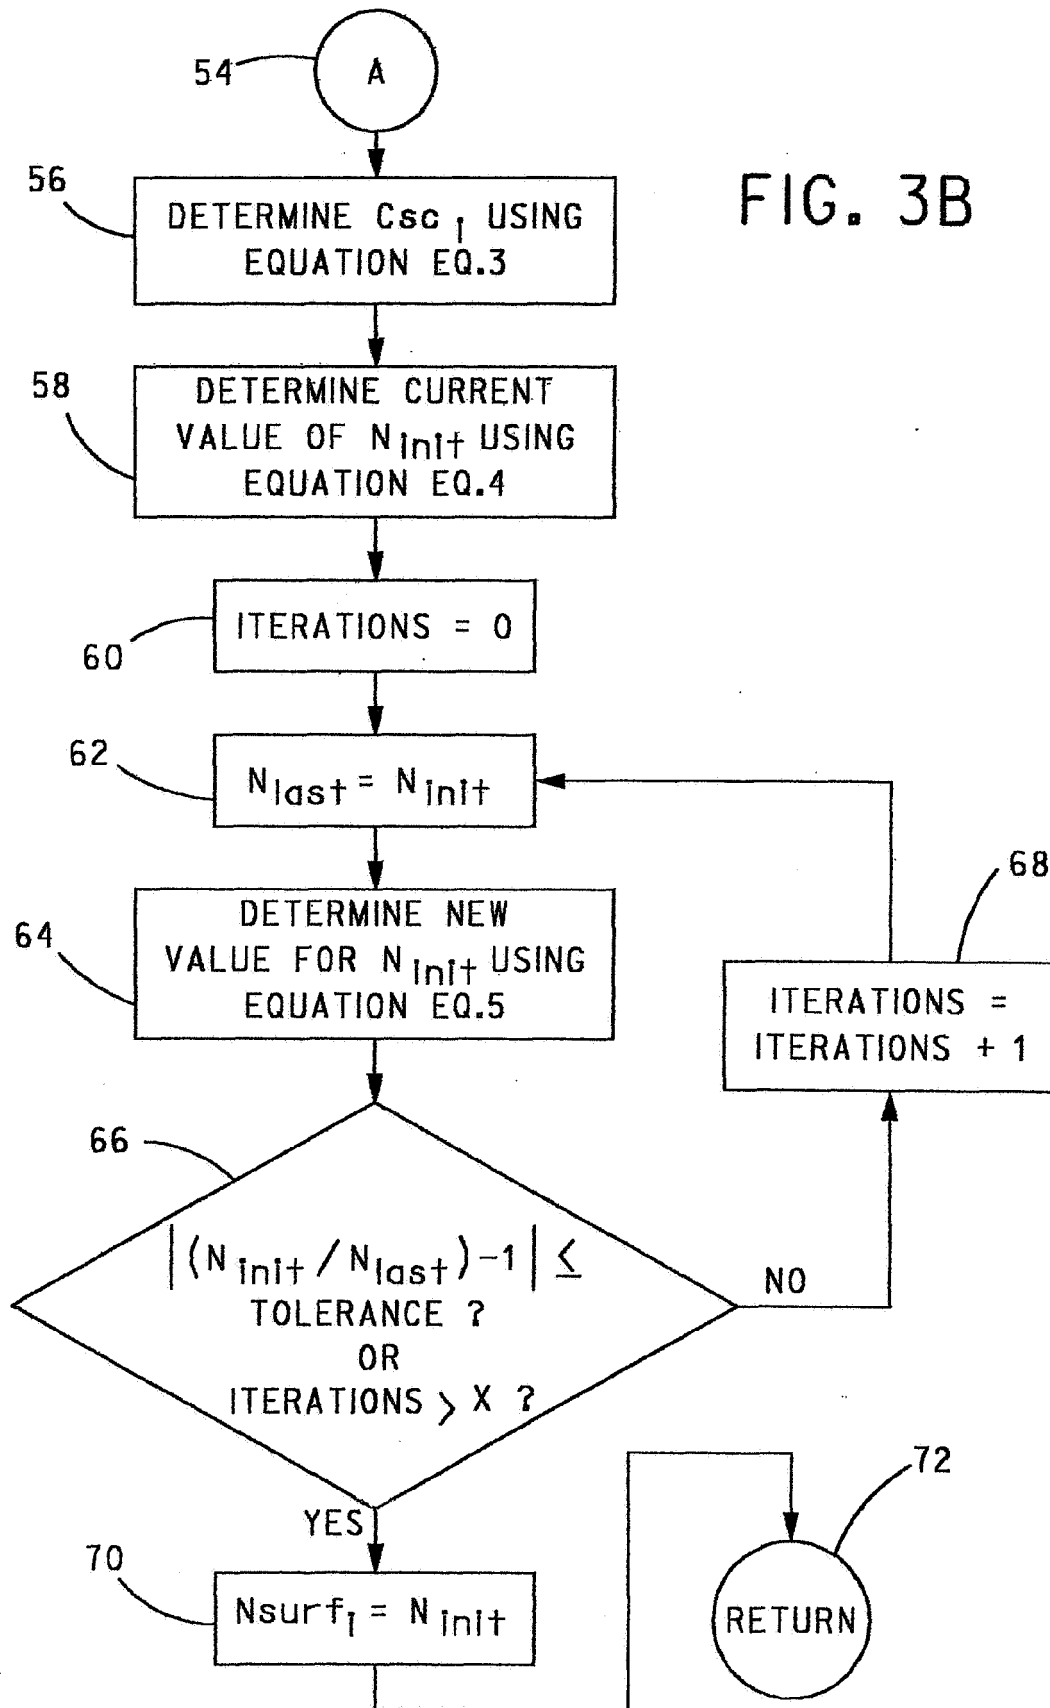 54
A
FIG. 3B
56
DETERMINE Csc i USING
EQUATION EQ.3
58
DETERMINE CURRENT
VALUE OF N init USING
EQUATION EQ.4
60
ITERATIONS = 0
62
N last = N init
64
DETERMINE NEW
VALUE FOR N init USING
EQUATION EQ.5
68
ITERATIONS =
ITERATIONS + 1
66
|(N init / N last)-1| ≤
TOLERANCE ?
OR
ITERATIONS > X ?
NO
YES
70
Nsurf i = N init
72
RETURN